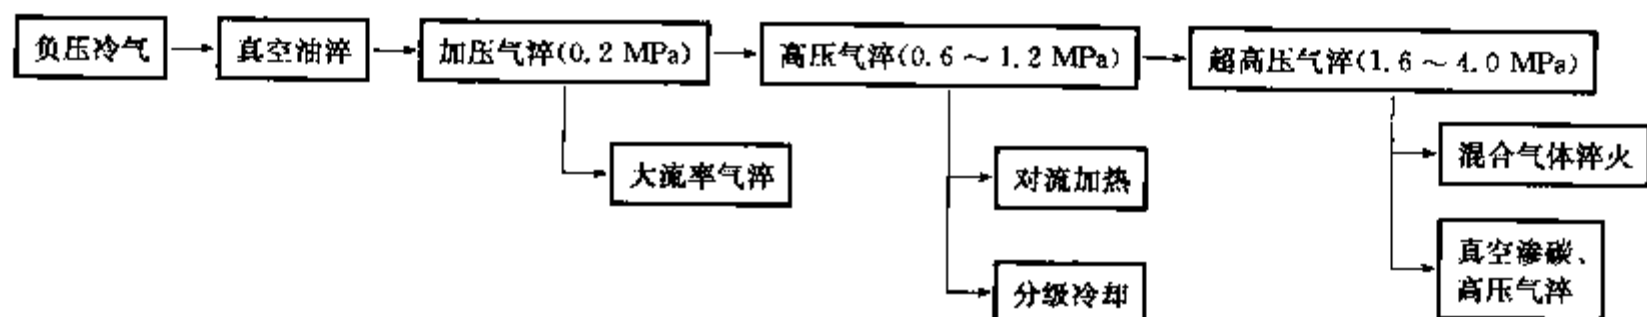 负压冷气
真空油淬
加压气淬(0.2 MPa)
高压气淬(0.6～1.2 MPa)
超高压气淬(1.6～4.0 MPa)
大流率气淬
对流加热
分级冷却
混合气体淬火
真空渗碳、
高压气淬